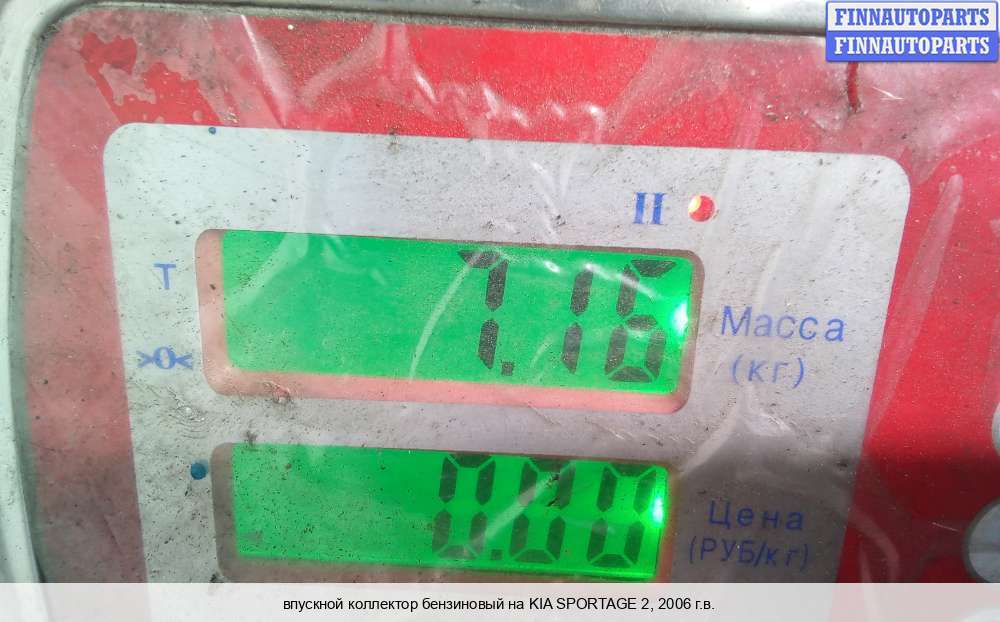 FINNAUTOPARTS
FINNAUTOPARTS
II
T
7.16
Масса
>0<
(кг)
0.00
Цена
(РУБ/кг)
впускной коллектор бензиновый на KIA SPORTAGE 2, 2006 г.в.